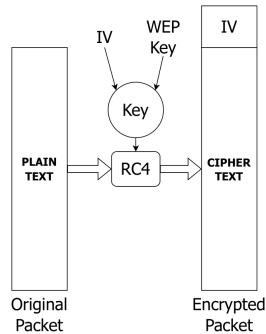 IV
WEP
Key
IV
Key
PLAIN
TEXT
RC4
CIPHER
TEXT
Original
Packet
Encrypted
Packet